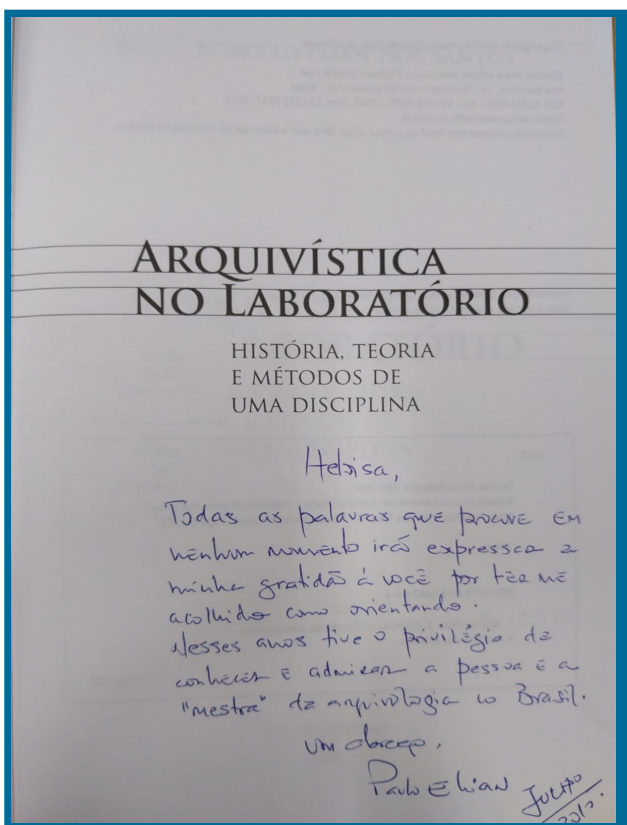 ARQUIVÍSTICA
NO LABORATÓRIO
HISTÓRIA, TEORIA
E MÉTODOS DE
UMA DISCIPLINA
Heloisa,
Todas as palavras que procure em
nenhum momento irá expressar a
minha gratidão à você por ter me
acolhido como orientando.
Nesses anos tive o privilégio de
conhecer e admirar a pessoa e a
"mestra" da arquivologia no Brasil.
Um abraço,
Paulo Elian
Julho
2010.